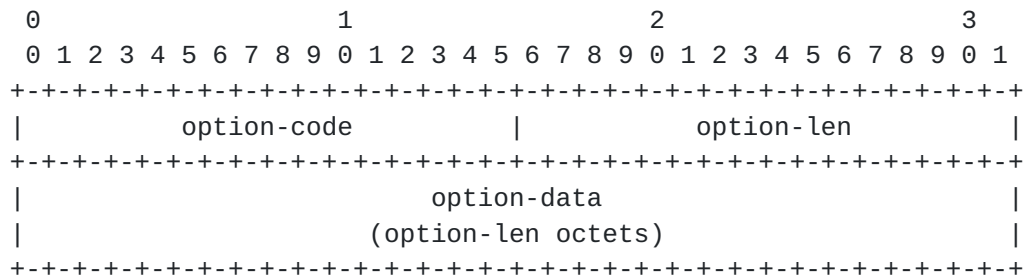 0                   1                   2                   3
 0 1 2 3 4 5 6 7 8 9 0 1 2 3 4 5 6 7 8 9 0 1 2 3 4 5 6 7 8 9 0 1
+-+-+-+-+-+-+-+-+-+-+-+-+-+-+-+-+-+-+-+-+-+-+-+-+-+-+-+-+-+-+-+-+
|          option-code          |           option-len          |
+-+-+-+-+-+-+-+-+-+-+-+-+-+-+-+-+-+-+-+-+-+-+-+-+-+-+-+-+-+-+-+-+
|                          option-data                          |
|                      (option-len octets)                      |
+-+-+-+-+-+-+-+-+-+-+-+-+-+-+-+-+-+-+-+-+-+-+-+-+-+-+-+-+-+-+-+-+